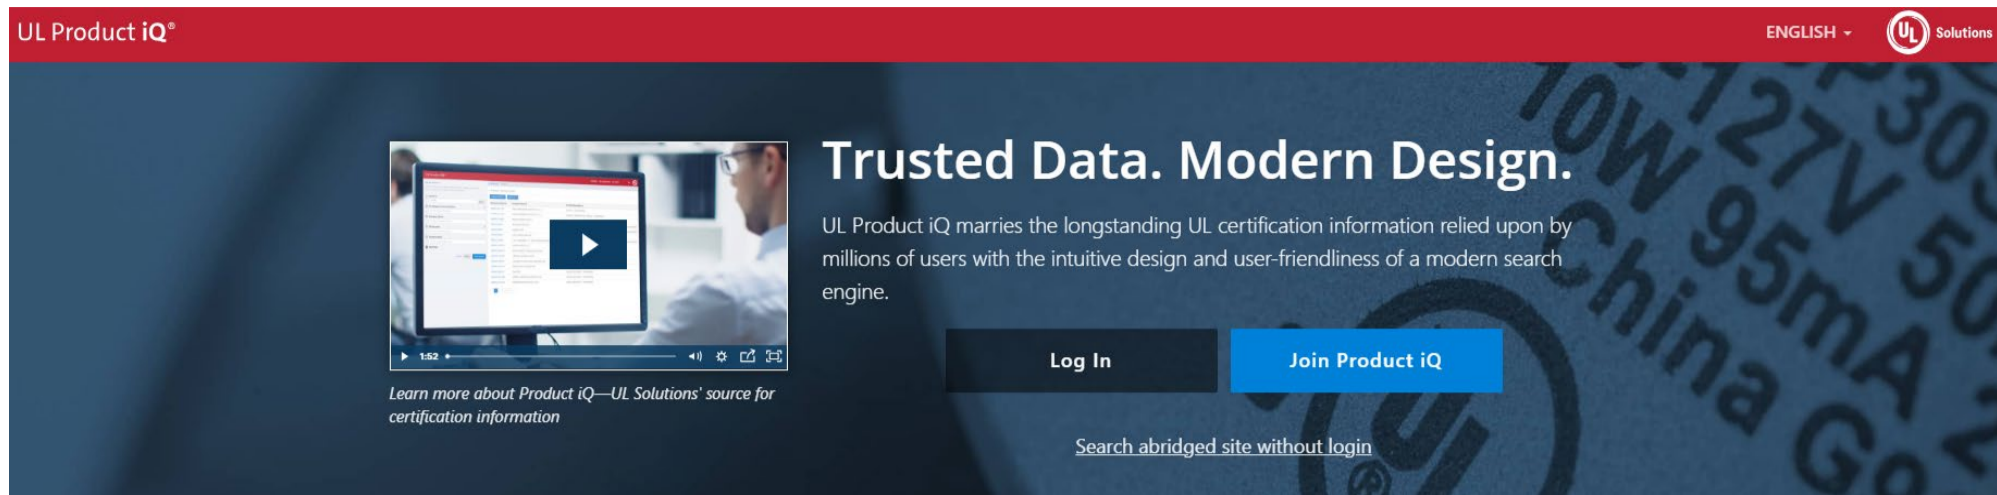 UL Product iQ®
ENGLISH
UL Solutions
Trusted Data. Modern Design.
UL Product iQ marries the longstanding UL certification information relied upon by
millions of users with the intuitive design and user-friendliness of a modern search
engine.
1:52
Learn more about Product iQ—UL Solutions' source for
certification information
Log In
Join Product iQ
Search abridged site without login
10W 95mA
China
UL
®